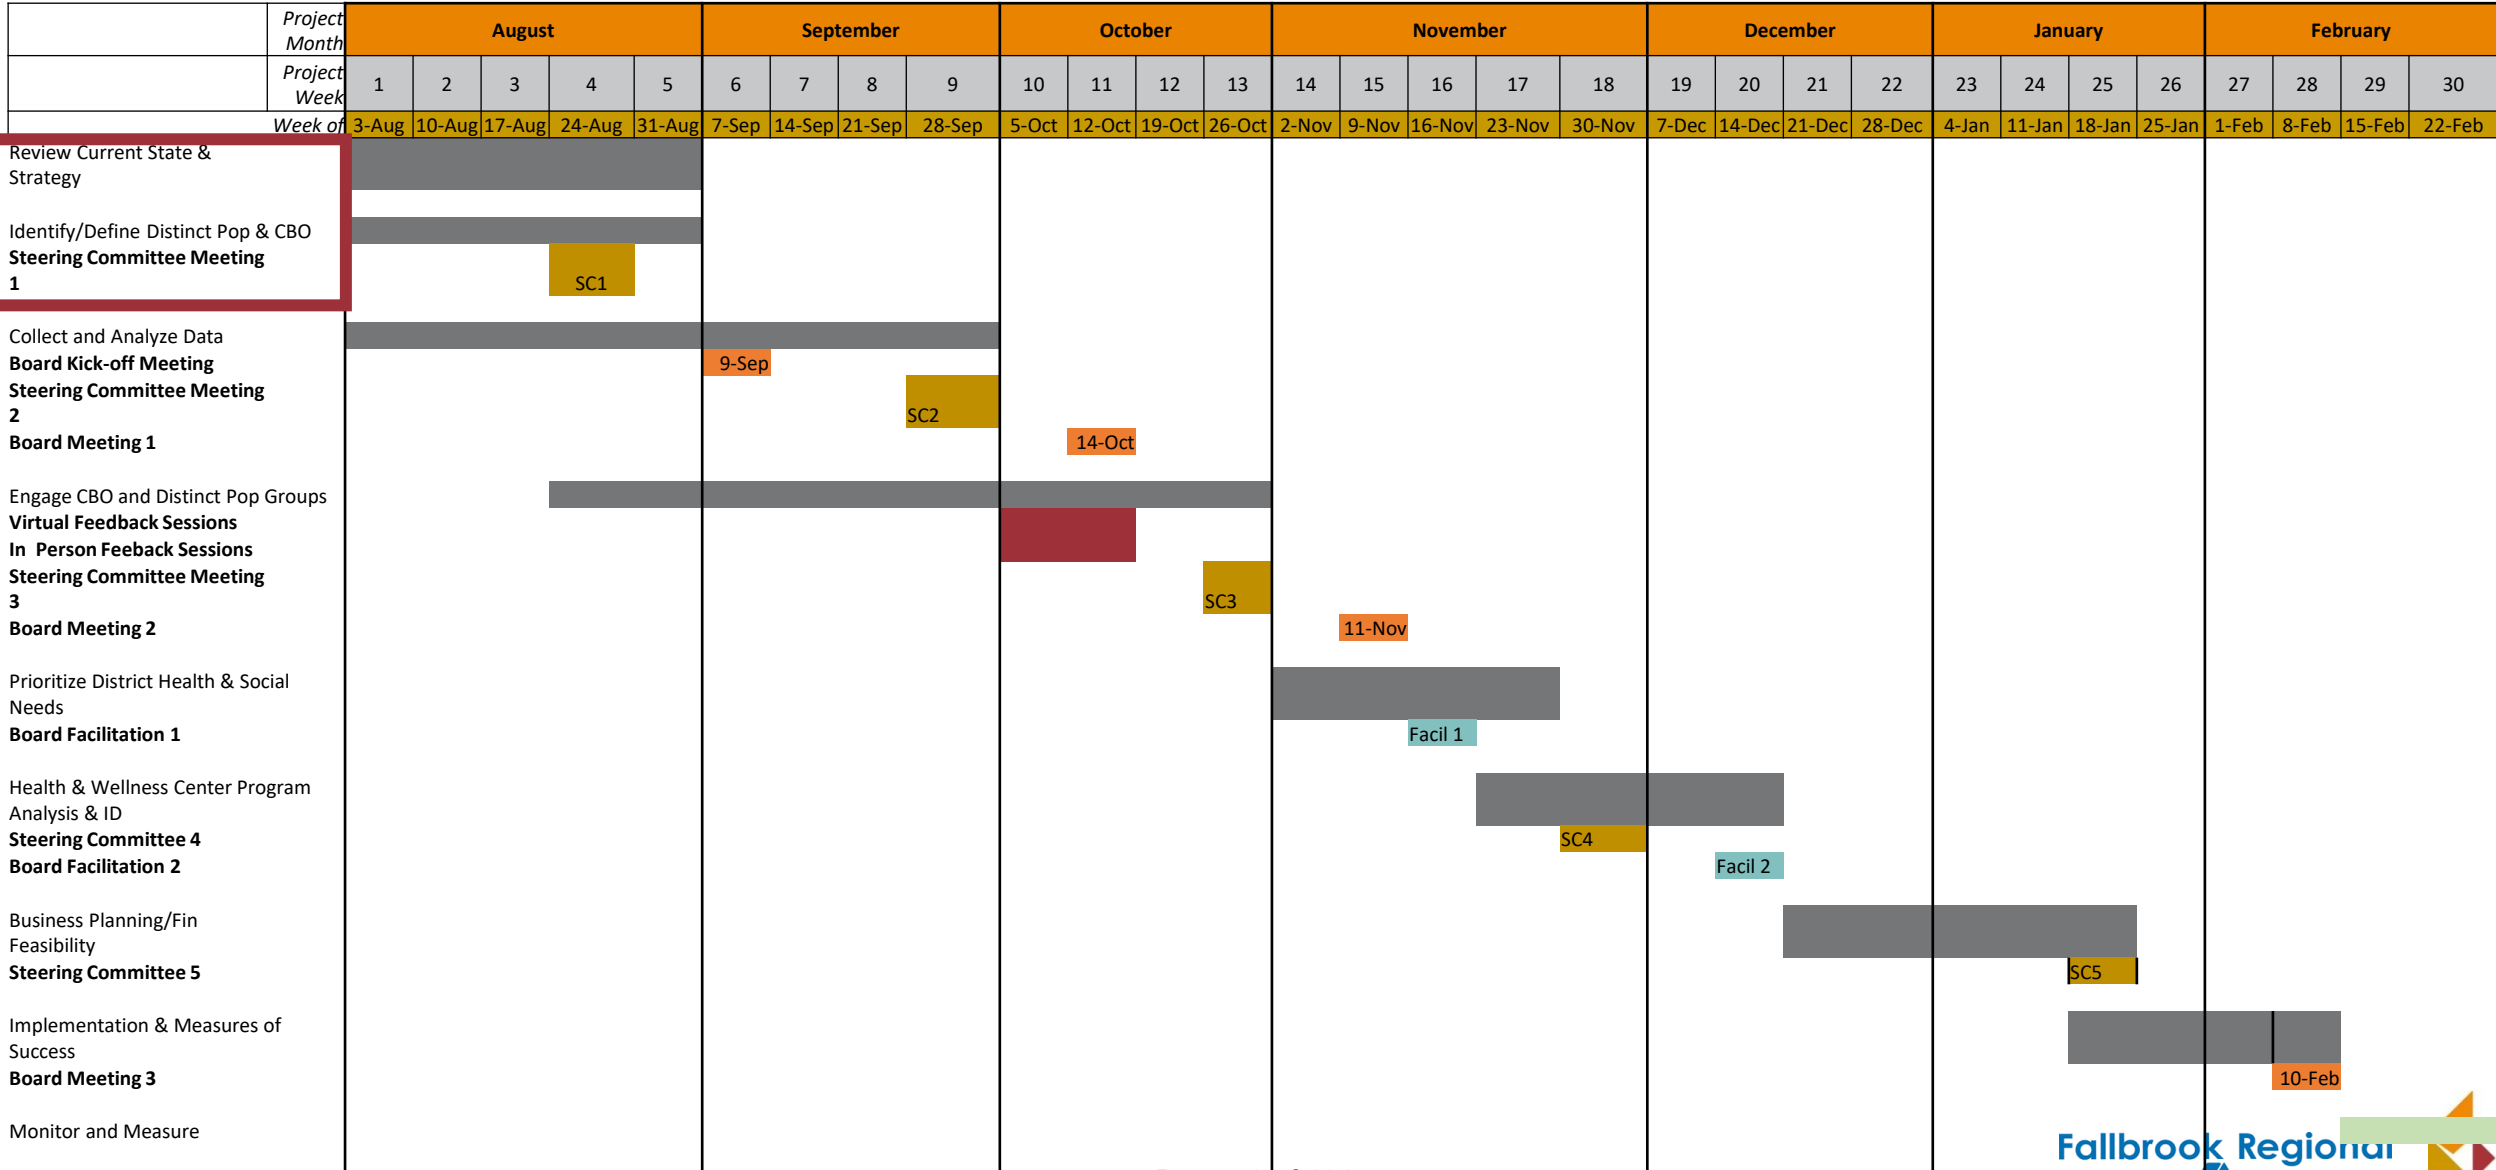 Project Month August September October November December January February
Project Week 1 2 3 4 5 6 7 8 9 10 11 12 13 14 15 16 17 18 19 20 21 22 23 24 25 26 27 28 29 30
Week of 3-Aug 10-Aug 17-Aug 24-Aug 31-Aug 7-Sep 14-Sep 21-Sep 28-Sep 5-Oct 12-Oct 19-Oct 26-Oct 2-Nov 9-Nov 16-Nov 23-Nov 30-Nov 7-Dec 14-Dec 21-Dec 28-Dec 4-Jan 11-Jan 18-Jan 25-Jan 1-Feb 8-Feb 15-Feb 22-Feb
Review Current State &
Strategy
Identify/Define Distinct Pop & CBO
Steering Committee Meeting
1 SC1
Collect and Analyze Data
Board Kick-off Meeting 9-Sep
Steering Committee Meeting
2 SC2
Board Meeting 1 14-Oct
Engage CBO and Distinct Pop Groups
Virtual Feedback Sessions
In Person Feeback Sessions
Steering Committee Meeting
3 SC3
Board Meeting 2 11-Nov
Prioritize District Health & Social
Needs
Board Facilitation 1 Facil 1
Health & Wellness Center Program
Analysis & ID
Steering Committee 4 SC4
Board Facilitation 2 Facil 2
Business Planning/Fin
Feasibility
Steering Committee 5 SC5
Implementation & Measures of
Success
Board Meeting 3 10-Feb
Monitor and Measure
Fallbrook Regional